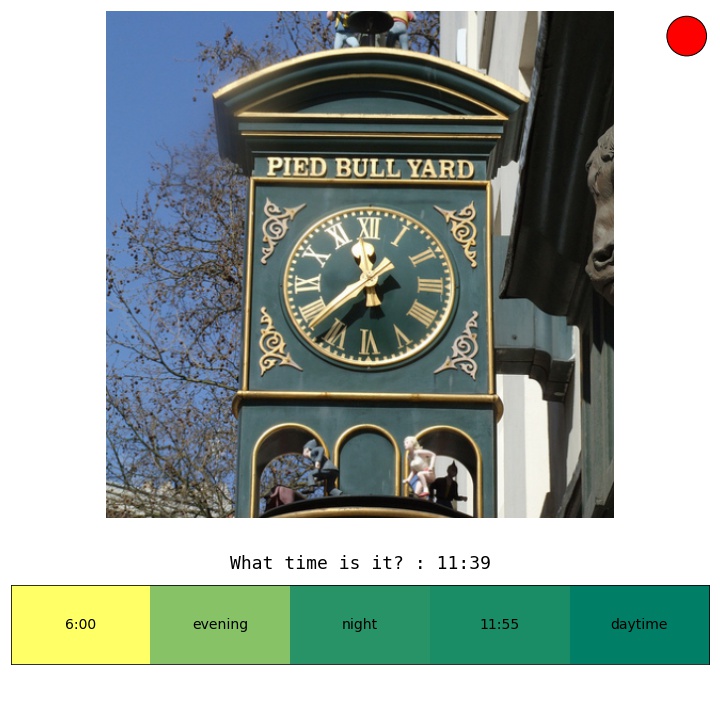 PIED BULL YARD
XII
I
II
III
IIII
V
VI
VII
VIII
IX
X
XI
What time is it? : 11:39
6:00 evening night 11:55 daytime